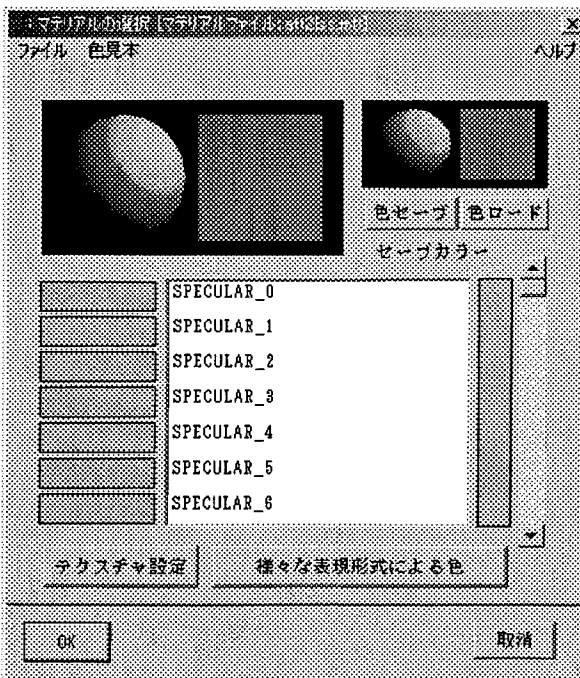 マテリアルの選択
ファイル 色見本 ヘルプ
色セーブ 色ロード
セーブカラー
SPECULAR_0
SPECULAR_1
SPECULAR_2
SPECULAR_3
SPECULAR_4
SPECULAR_5
SPECULAR_6
テクスチャ設定 様々な表現形式による色
OK 取消